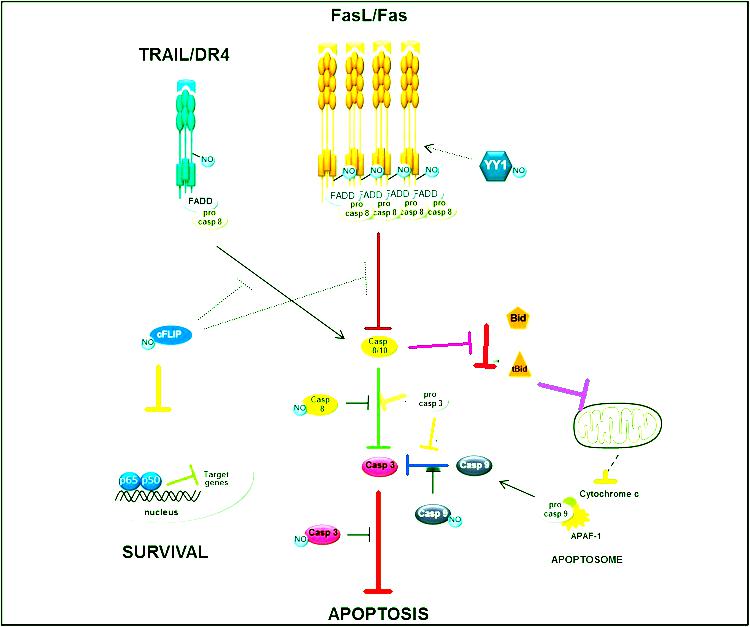 FasL/Fas
TRAIL/DR4
NO
YY1
NO
NO
NO
NO
NO
FADD
pro
casp 8
FADD
FADD
FADD
FADD
pro
casp 8
pro
casp 8
pro
casp 8
pro
casp 8
Bid
cFLIP
NO
Casp
8/10
tBid
Casp
8
NO
pro
casp 3
Casp 3
Casp 9
p65
p50
Target
genes
nucleus
Cytochrome c
pro
casp 9
APAF-1
Casp 9
NO
Casp 3
NO
SURVIVAL
APOPTOSOME
APOPTOSIS